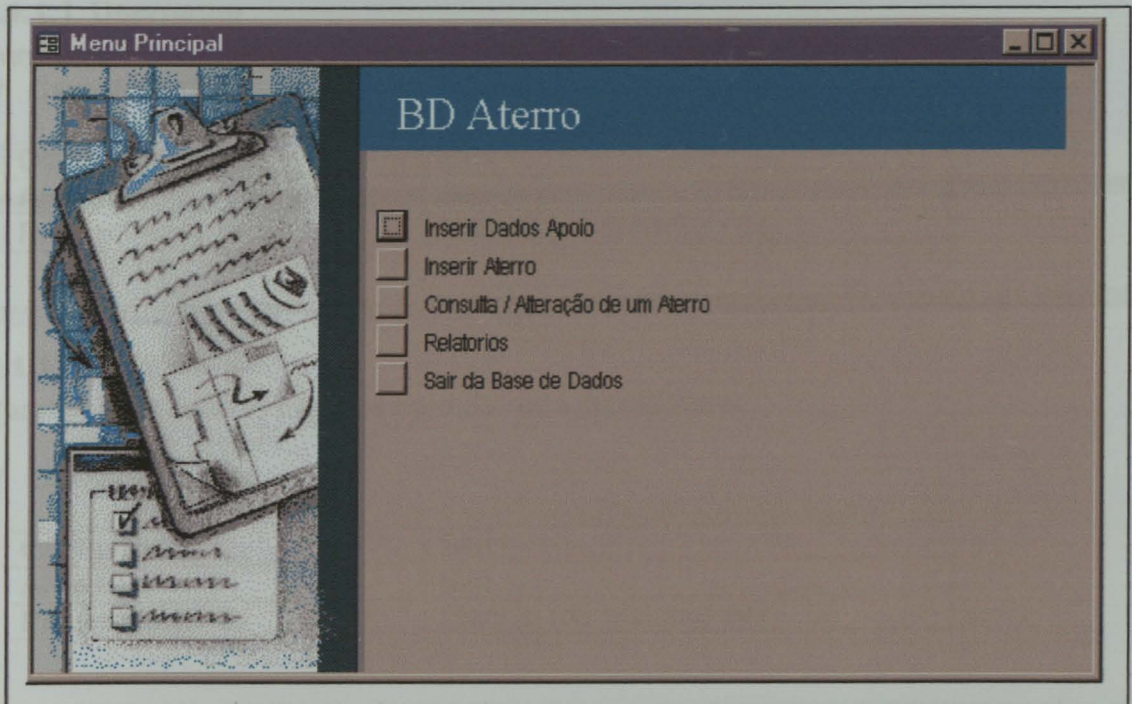 Menu Principal
BD Aterro
Inserir Dados Apoio
Inserir Aterro
Consulta / Alteração de um Aterro
Relatorios
Sair da Base de Dados